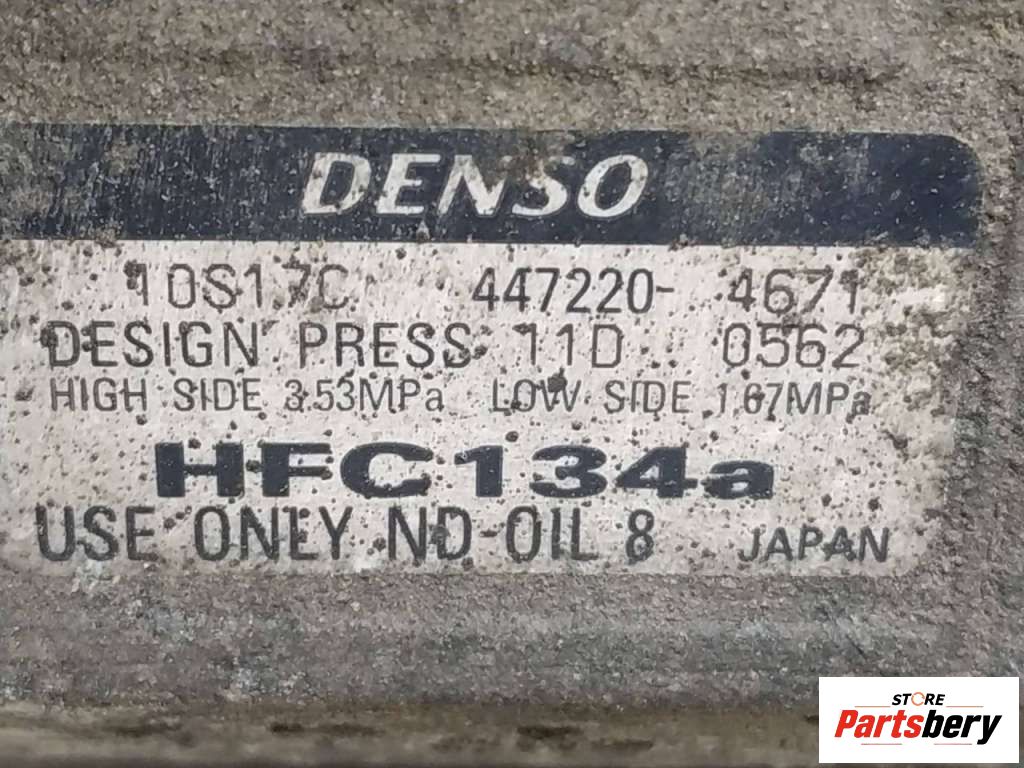 DENSO
10S17C 447220- 4671
DESIGN PRESS 11D 0562
HIGH SIDE 3.53MPa LOW SIDE 1.67MPa
HFC134a
USE ONLY ND-OIL 8 JAPAN
STORE
Partsbery